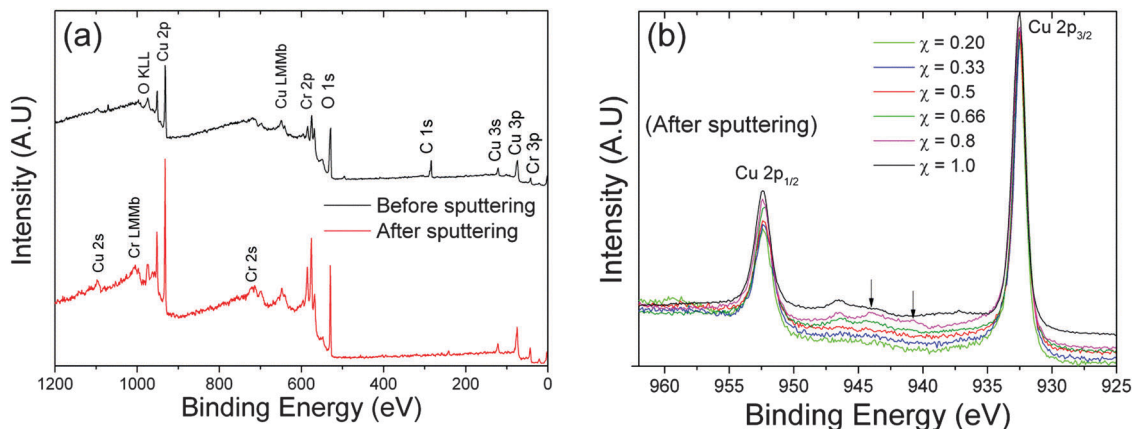 (a)
Intensity (A.U)
O KLL
Cu 2p
Cu LMMb
Cr 2p
O 1s
C 1s
Cu 3s
Cu 3p
Cr 3p
Before sputtering
After sputtering
Cu 2s
Cr LMMb
Cr 2s
1200 1000 800 600 400 200 0
Binding Energy (eV)
(b)
Intensity (A.U)
Cu 2p3/2
χ = 0.20
χ = 0.33
χ = 0.5
χ = 0.66
χ = 0.8
χ = 1.0
(After sputtering)
Cu 2p1/2
960 955 950 945 940 935 930 925
Binding Energy (eV)